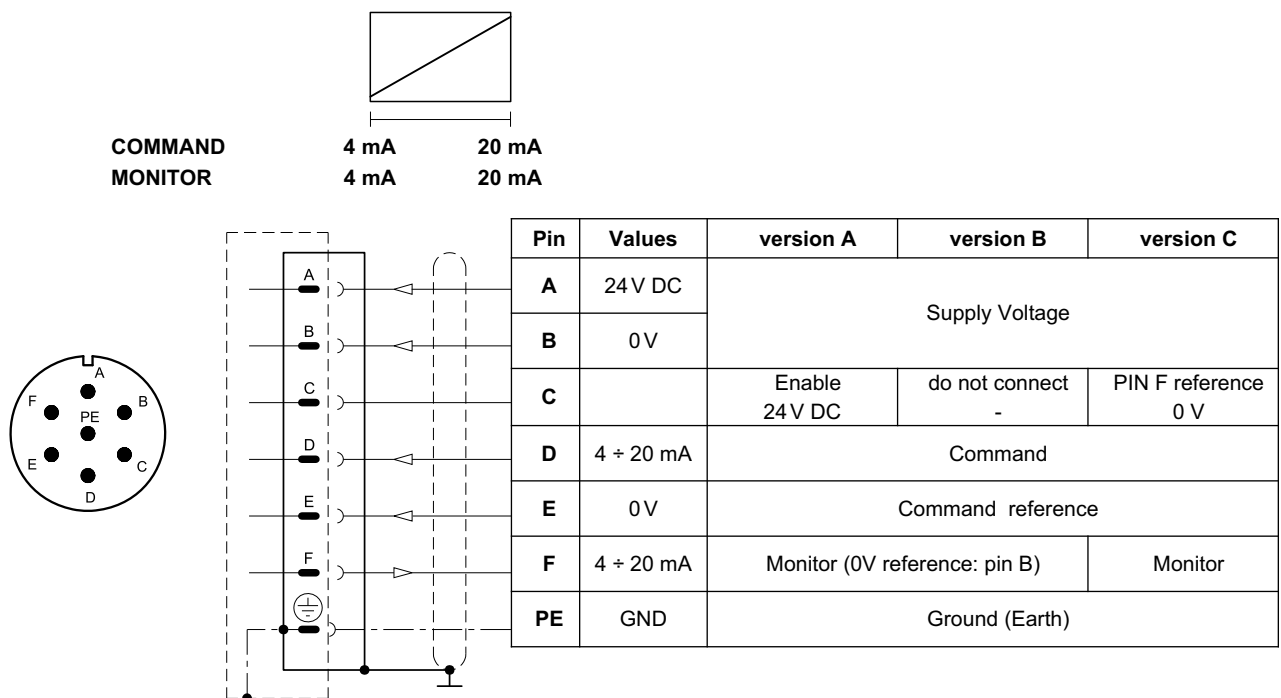 COMMAND 4 mA 20 mA
MONITOR 4 mA 20 mA
A
B
C
D
E
F
A
F
B
PE
E
C
D
Pin Values version A version B version C
A 24 V DC
Supply Voltage
B 0 V
C Enable do not connect PIN F reference
24 V DC - 0 V
D 4 ÷ 20 mA Command
E 0 V Command reference
F 4 ÷ 20 mA Monitor (0V reference: pin B) Monitor
PE GND Ground (Earth)